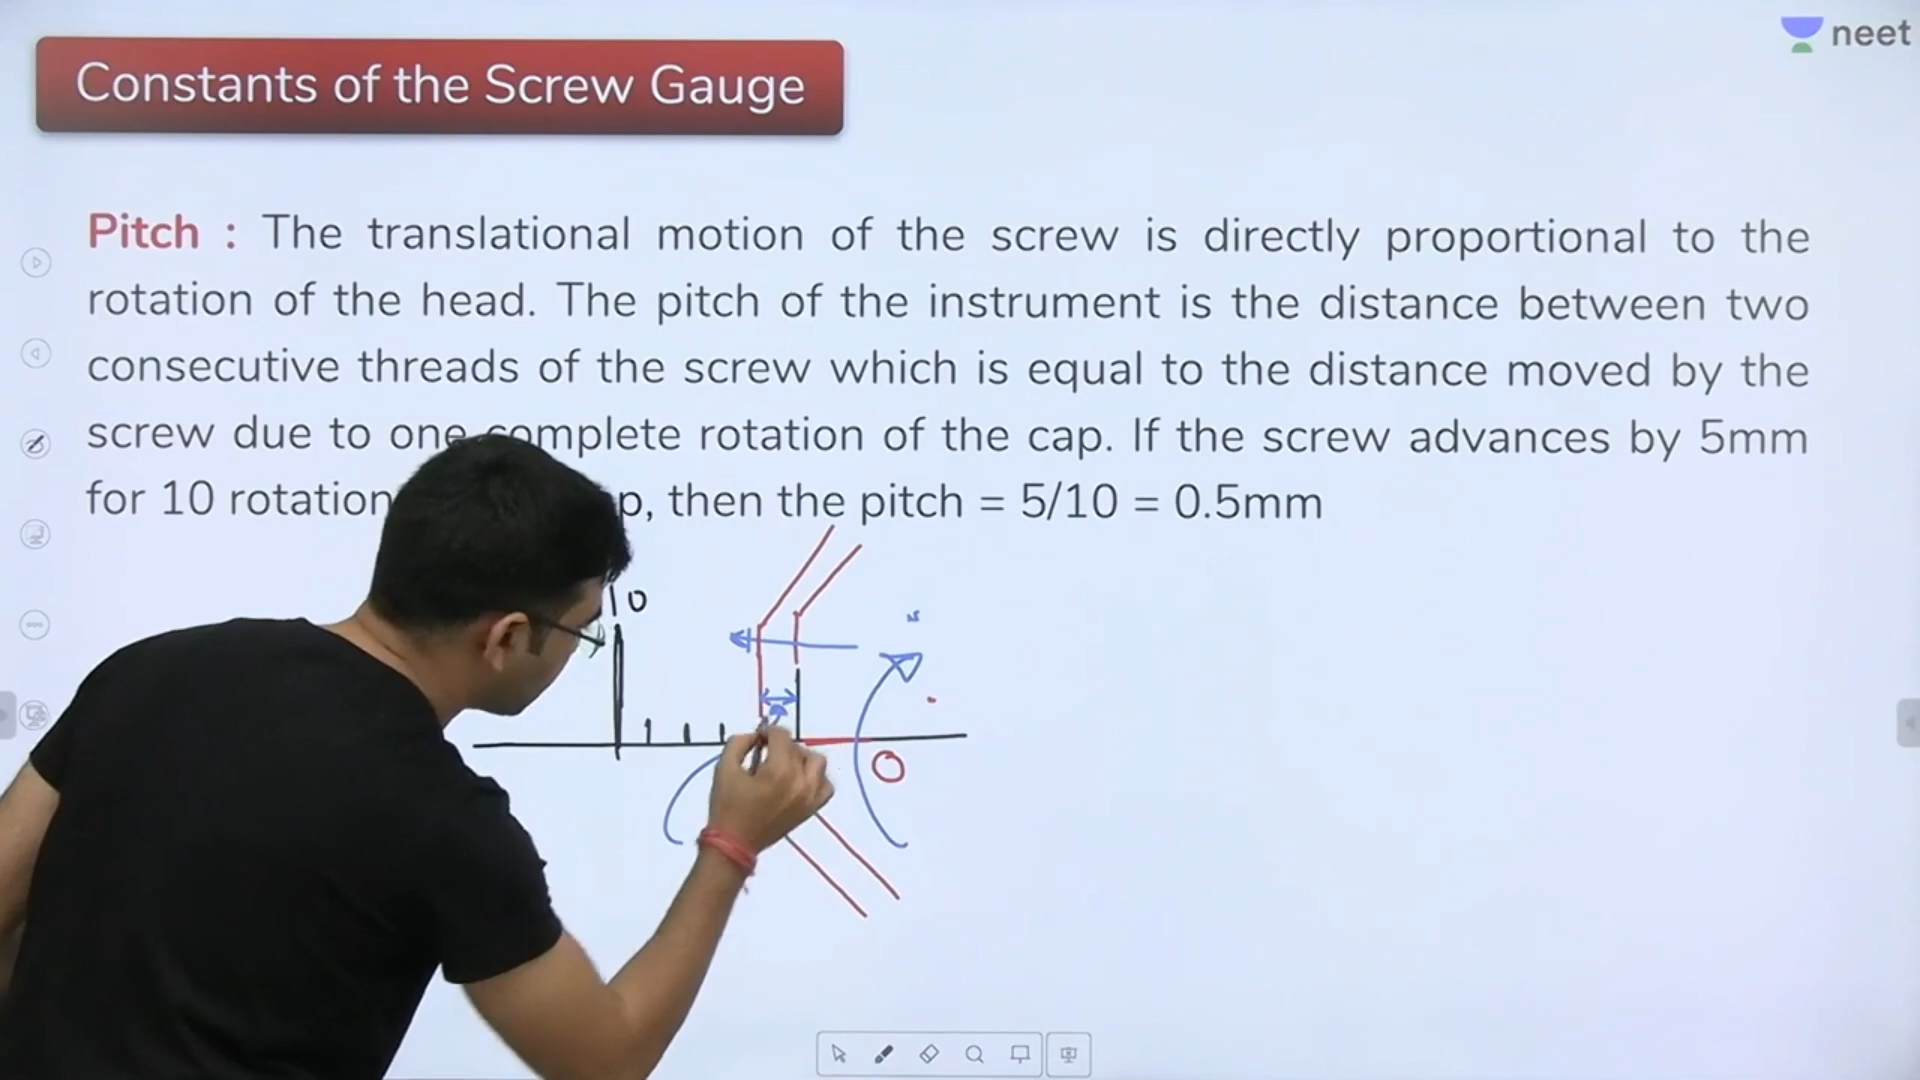 neet
Constants of the Screw Gauge
Pitch : The translational motion of the screw is directly proportional to the
rotation of the head. The pitch of the instrument is the distance between two
consecutive threads of the screw which is equal to the distance moved by the
screw due to one complete rotation of the cap. If the screw advances by 5mm
for 10 rotation p, then the pitch = 5/10 = 0.5mm
10
0